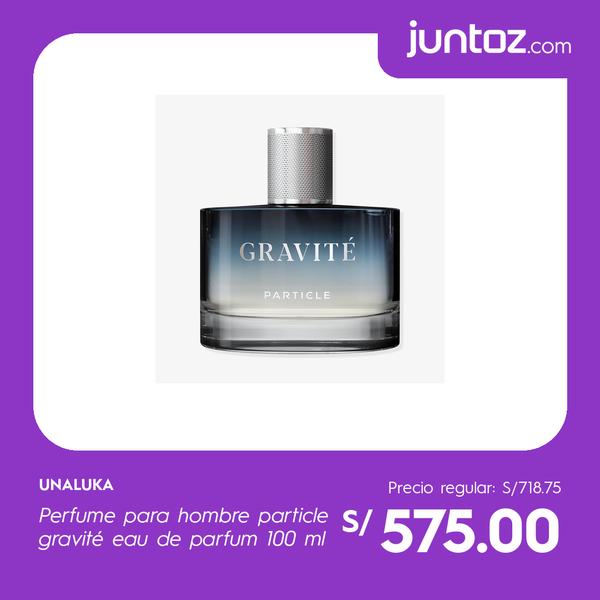 juntoz.com
GRAVITÉ
PARTICLE
UNALUKA
Perfume para hombre particle
gravité eau de parfum 100 ml
Precio regular: S/718.75
S/ 575.00